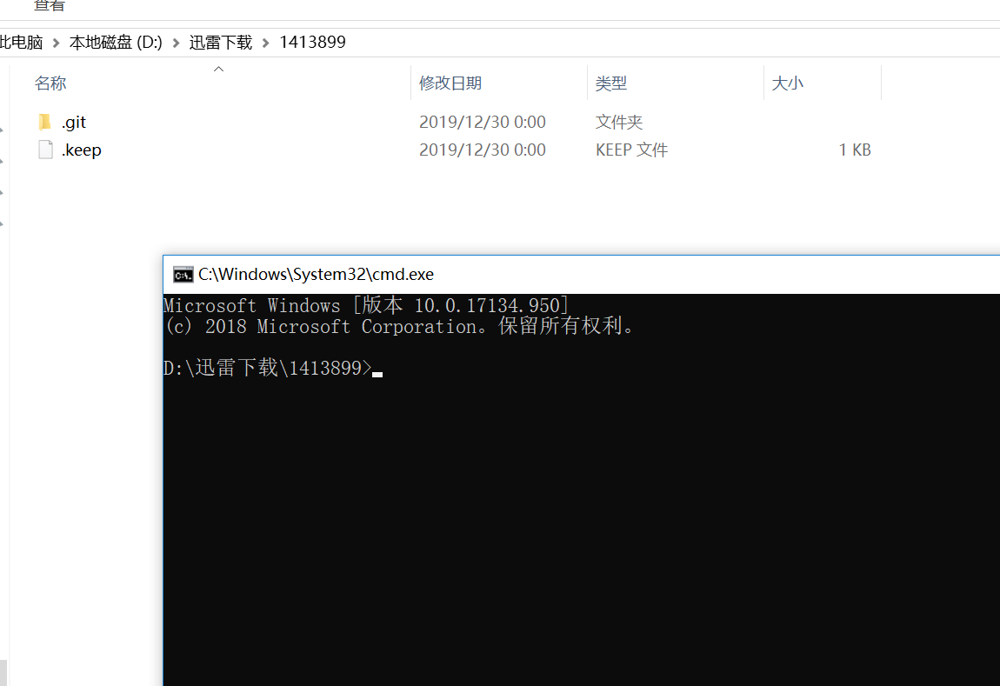 查看
此电脑 > 本地磁盘 (D:) > 迅雷下载 > 1413899
名称 修改日期 类型 大小
.git 2019/12/30 0:00 文件夹
.keep 2019/12/30 0:00 KEEP 文件 1 KB
C:\Windows\System32\cmd.exe
Microsoft Windows [版本 10.0.17134.950]
(c) 2018 Microsoft Corporation。保留所有权利。
D:\迅雷下载\1413899>